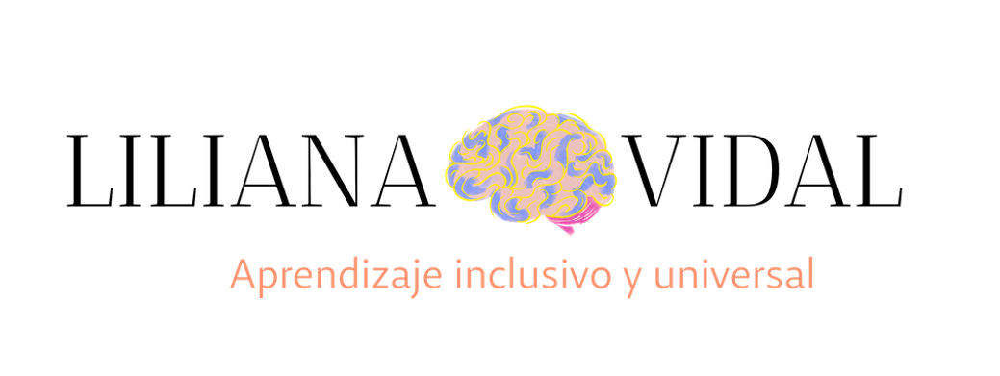 LILIANA VIDAL
Aprendizaje inclusivo y universal